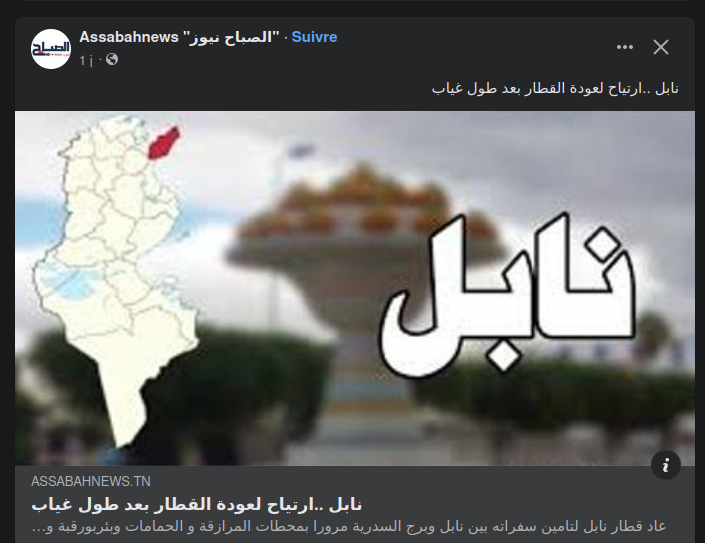 Assabahnews "الصباح نيوز" · Suivre
1 j ·
نابل ..ارتياح لعودة القطار بعد طول غياب
نابل
ASSABAHNEWS.TN
نابل ..ارتياح لعودة القطار بعد طول غياب
عاد قطار نابل لتامين سفراته بين نابل وبرج السدرية مرورا بمحطات المرازقة و الحمامات وبئربورقبة و...